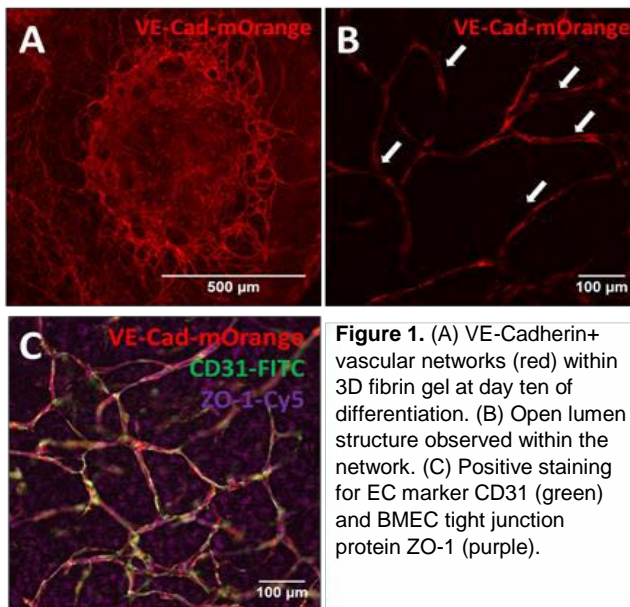 A
VE-Cad-mOrange
500 µm
B
VE-Cad-mOrange
100 µm
C
VE-Cad-mOrange
CD31-FITC
ZO-1-Cy5
100 µm
Figure 1. (A) VE-Cadherin+
vascular networks (red) within
3D fibrin gel at day ten of
differentiation. (B) Open lumen
structure observed within the
network. (C) Positive staining
for EC marker CD31 (green)
and BMEC tight junction
protein ZO-1 (purple).